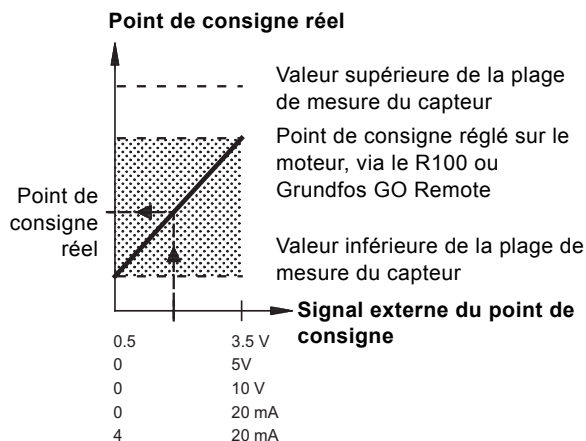 Point de consigne réel
Valeur supérieure de la plage
de mesure du capteur
Point de consigne réglé sur le
moteur, via le R100 ou
Grundfos GO Remote
Point de
consigne
réel
Valeur inférieure de la plage de
mesure du capteur
Signal externe du point de
consigne
0.5 3.5 V
0 5V
0 10 V
0 20 mA
4 20 mA